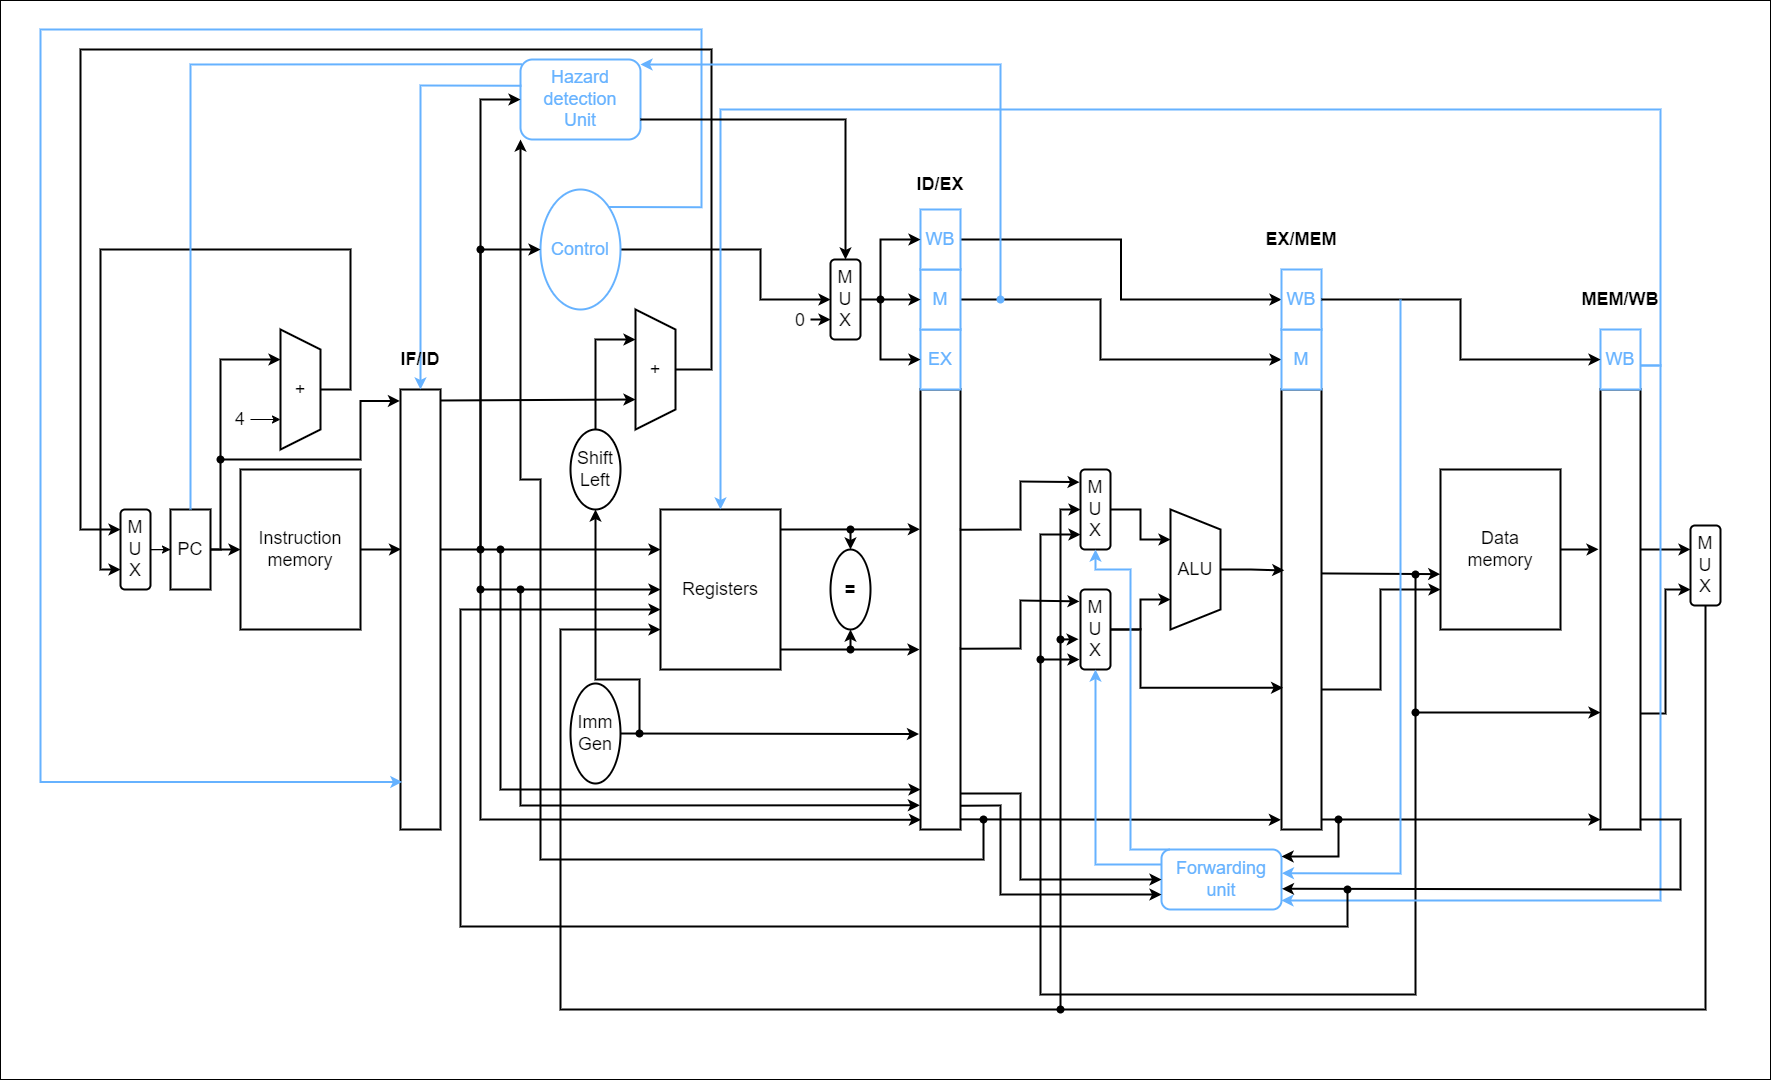 Hazard
detection
Unit
ID/EX
Control
WB
EX/MEM
M
U
X
M
WB
MEM/WB
0
IF/ID
+
EX
M
WB
+
4
Shift
Left
M
U
X
M
U
X
PC
Instruction
memory
Registers
=
ALU
Data
memory
M
U
X
M
U
X
Imm
Gen
Forwarding
unit